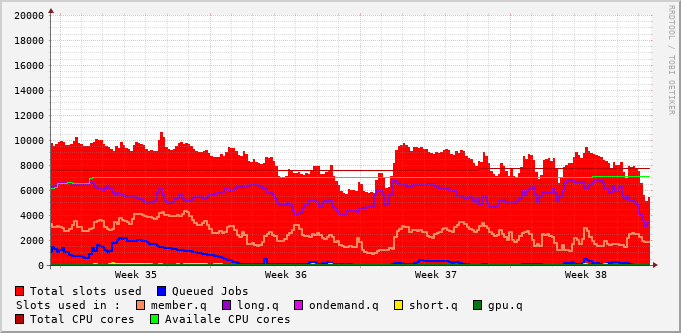 20000
18000
16000
14000
12000
10000
8000
6000
4000
2000
0
Week 35 Week 36 Week 37 Week 38
Total slots used Queued Jobs
Slots used in : member.q long.q ondemand.q short.q gpu.q
Total CPU cores Availale CPU cores
RRDTOOL / TOBI OETIKER